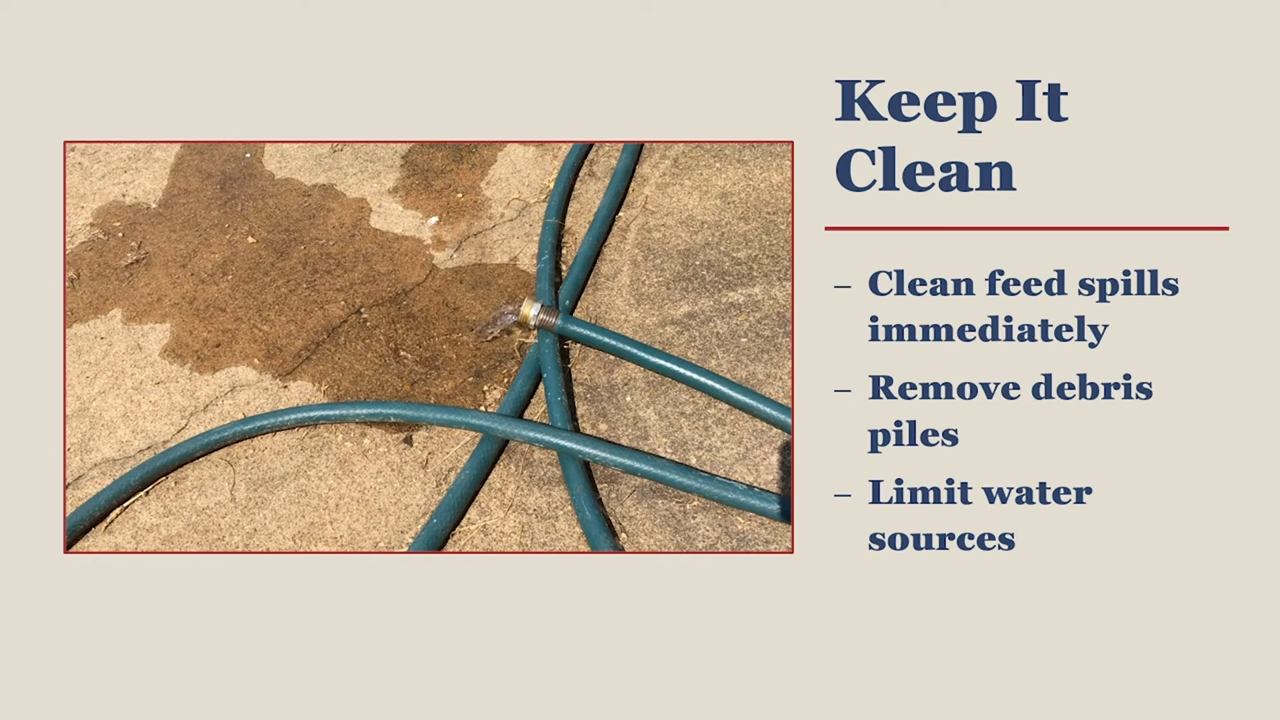 Keep It
Clean
– Clean feed spills
immediately
– Remove debris
piles
– Limit water
sources